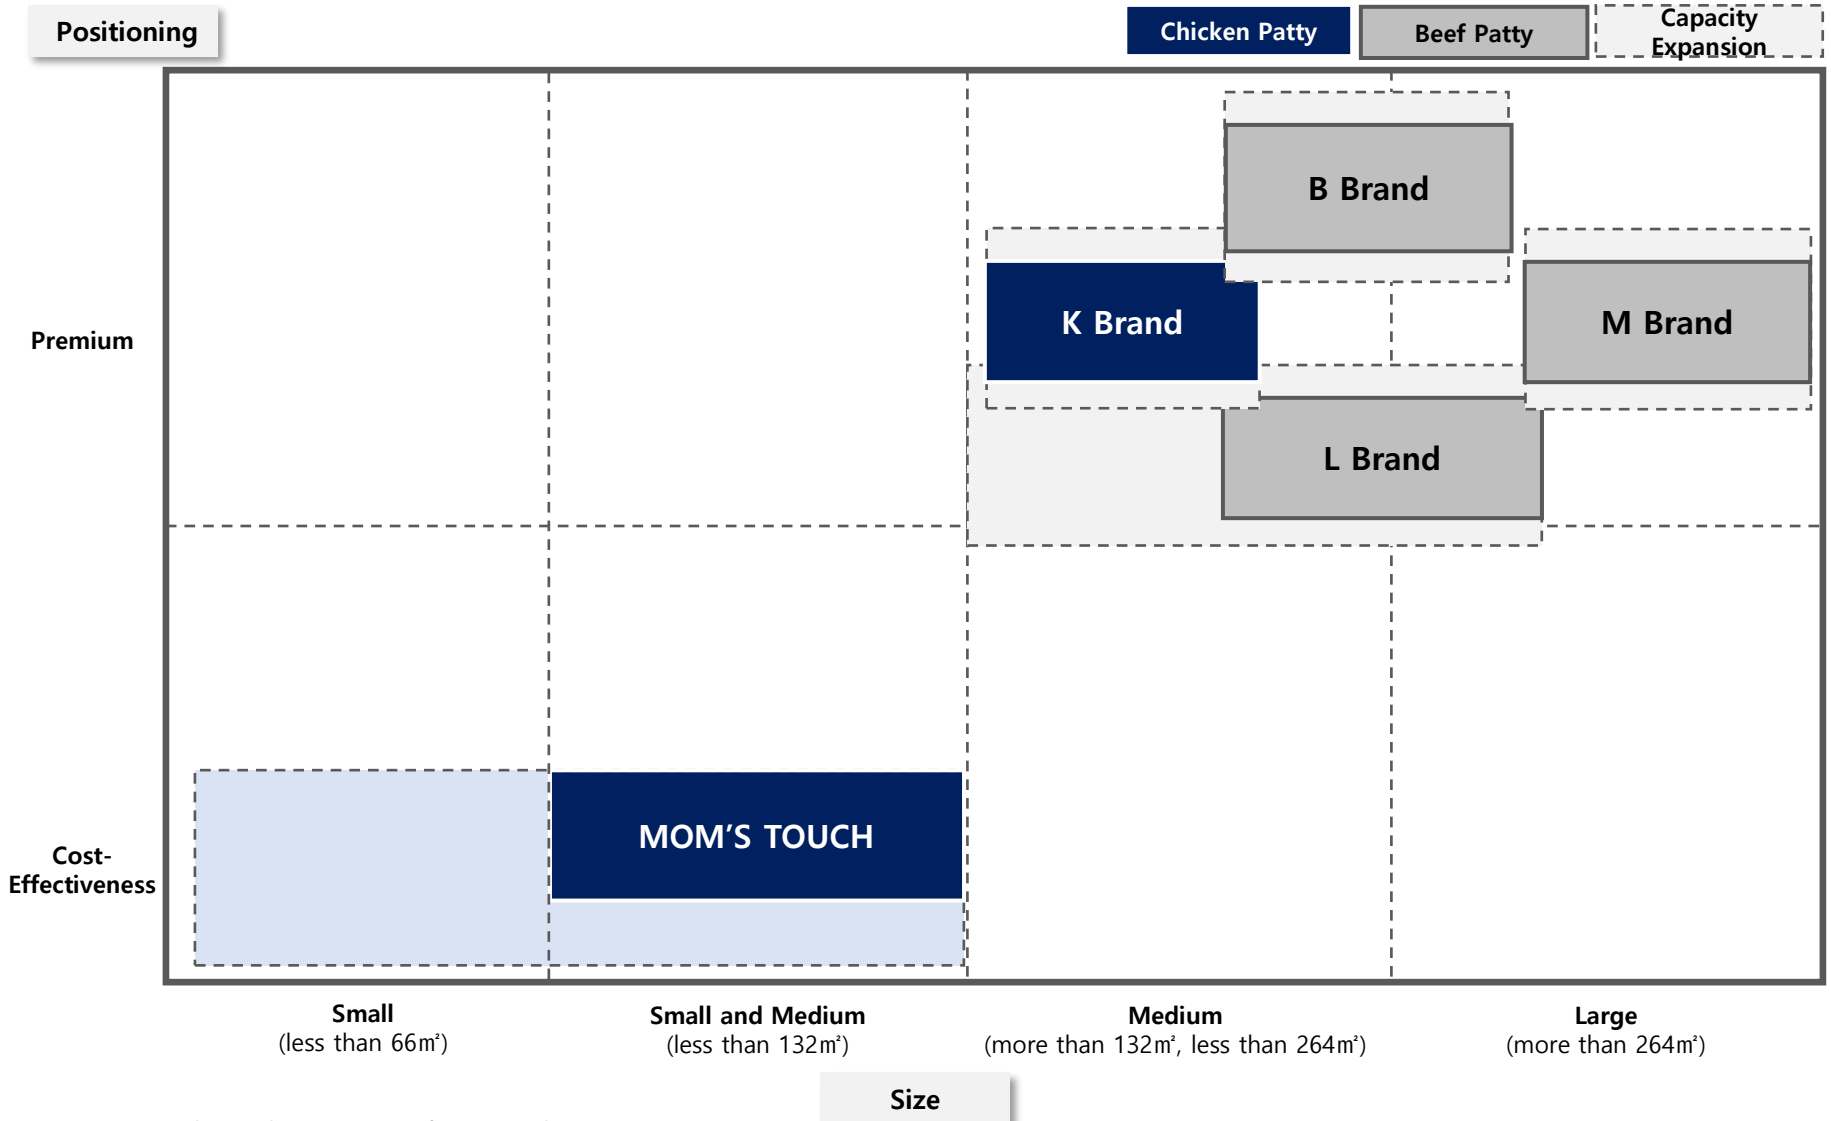 Positioning
Chicken Patty
Beef Patty
Capacity
Expansion
B Brand
K Brand
M Brand
Premium
L Brand
MOM'S TOUCH
Cost-
Effectiveness
Small
(less than 66㎡)
Small and Medium
(less than 132㎡)
Medium
(more than 132㎡, less than 264㎡)
Large
(more than 264㎡)
Size